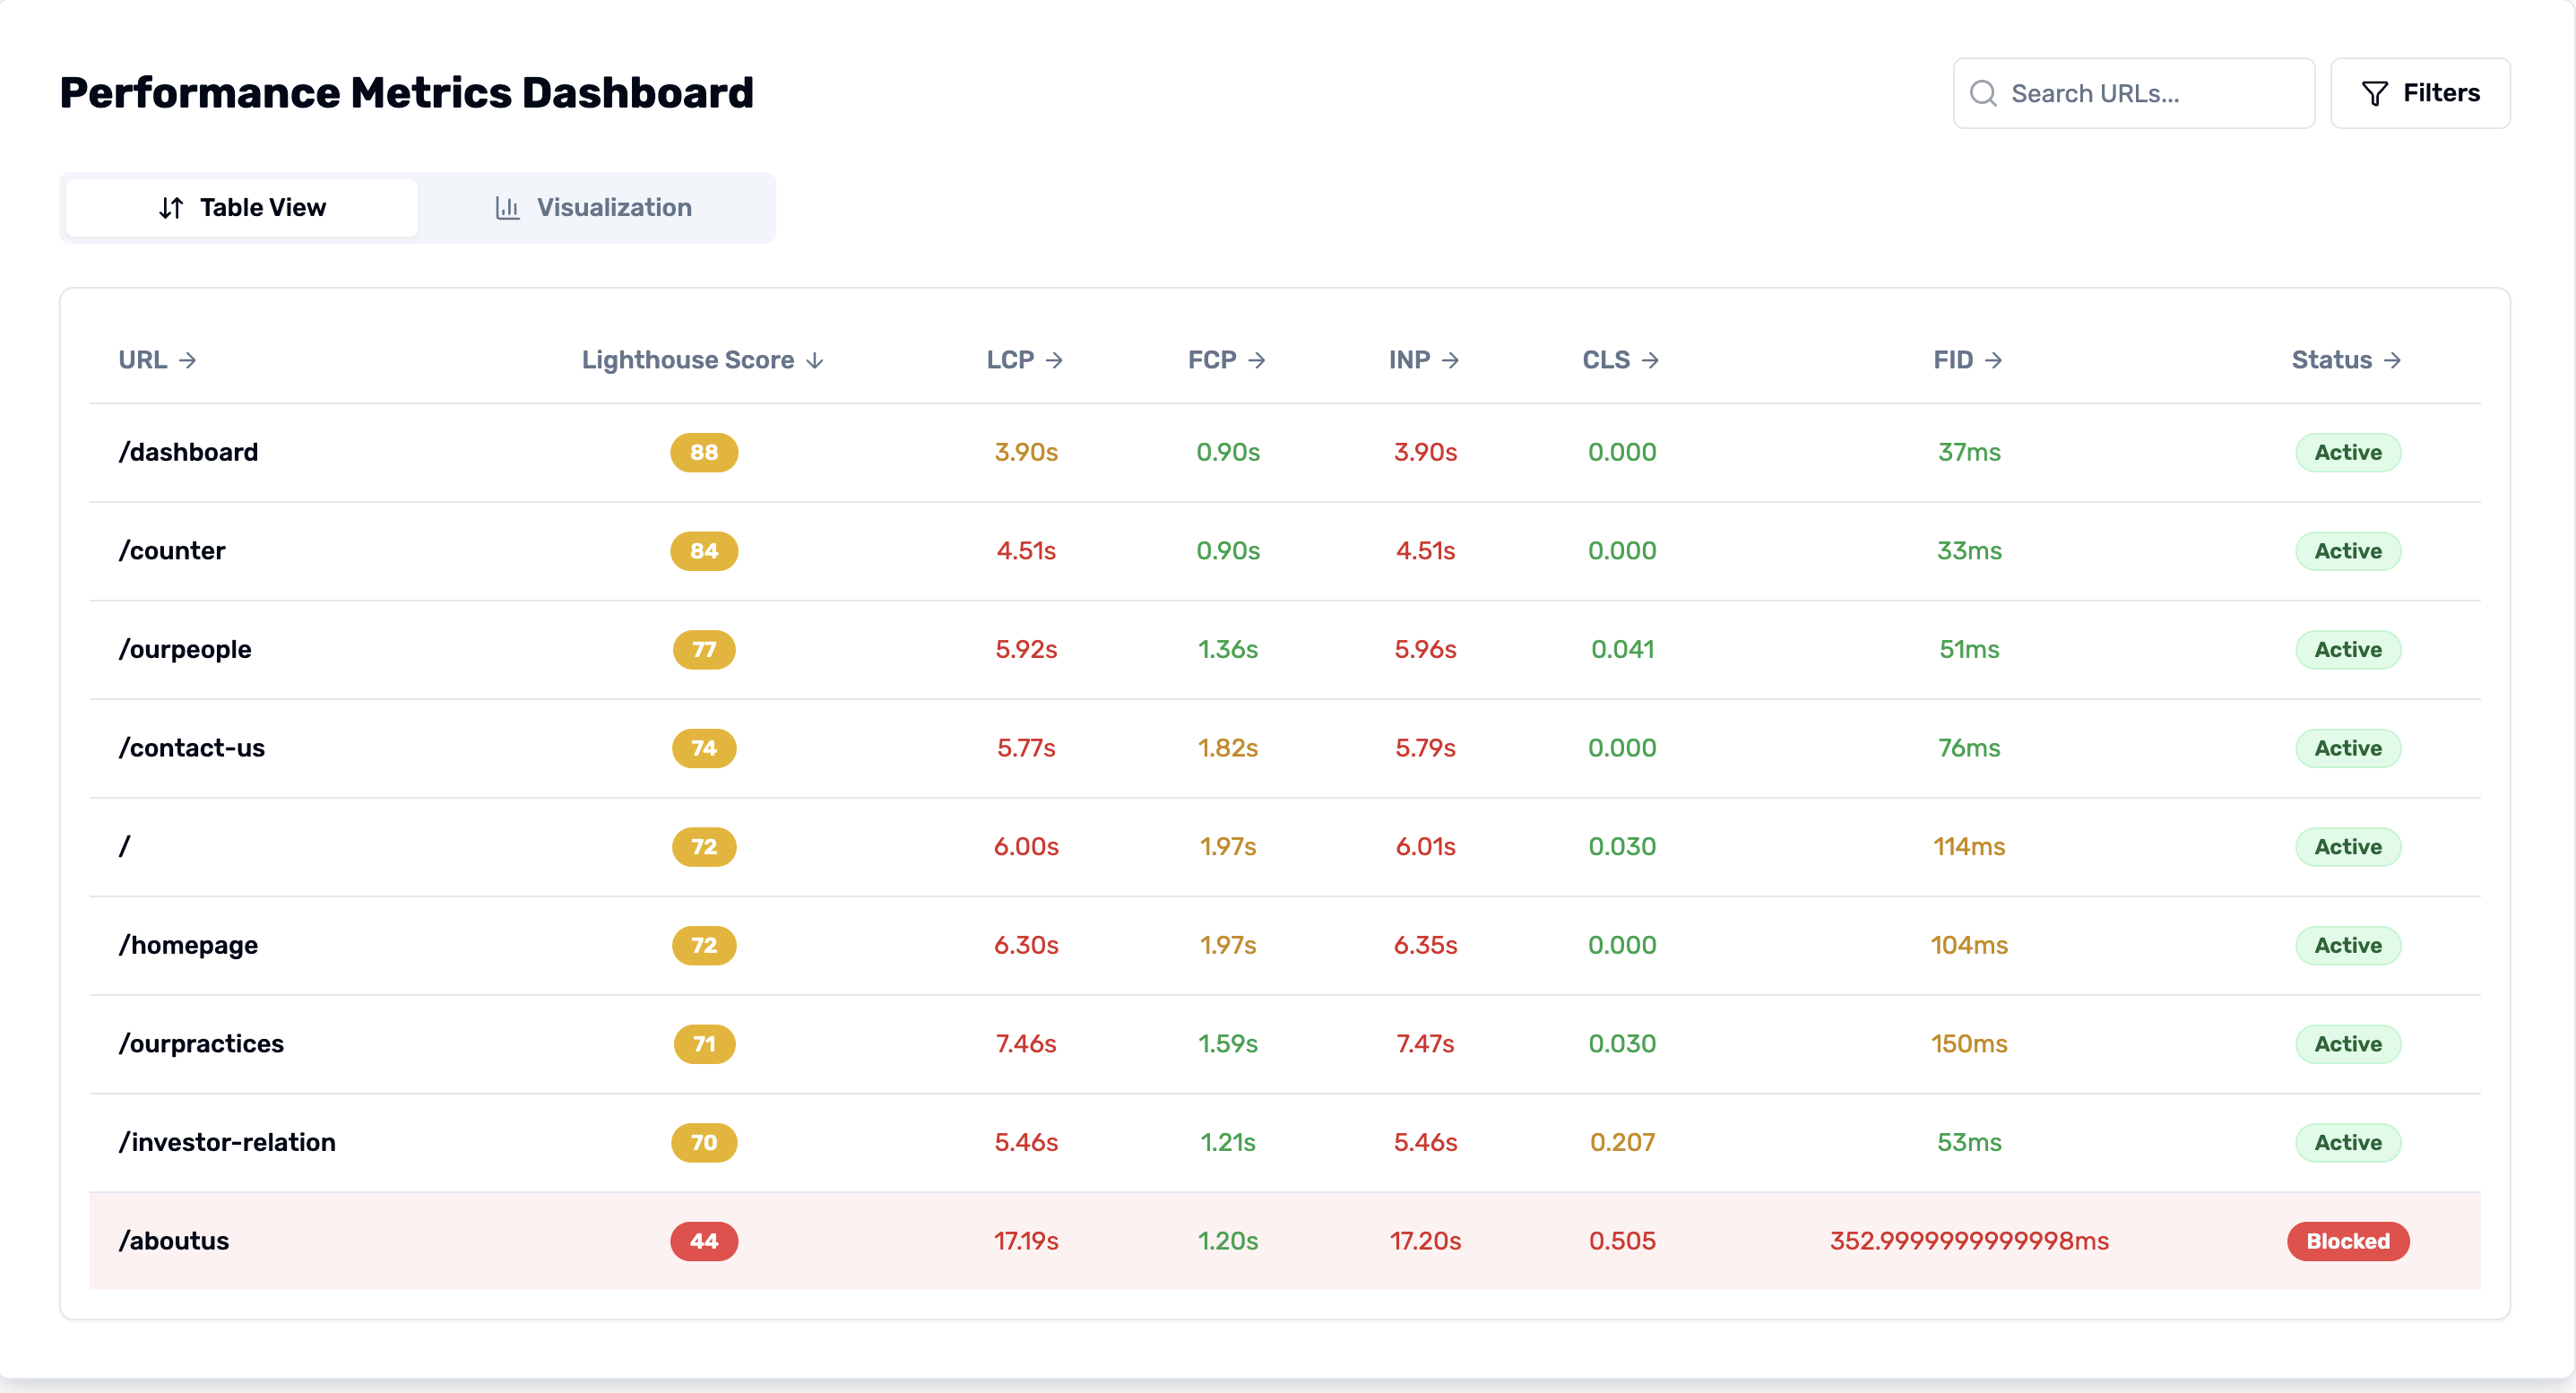 Performance Metrics Dashboard
Search URLs...
Filters
Table View
Visualization
URL Lighthouse Score LCP FCP INP CLS FID Status
/dashboard 88 3.90s 0.90s 3.90s 0.000 37ms Active
/counter 84 4.51s 0.90s 4.51s 0.000 33ms Active
/ourpeople 77 5.92s 1.36s 5.96s 0.041 51ms Active
/contact-us 74 5.77s 1.82s 5.79s 0.000 76ms Active
/ 72 6.00s 1.97s 6.01s 0.030 114ms Active
/homepage 72 6.30s 1.97s 6.35s 0.000 104ms Active
/ourpractices 71 7.46s 1.59s 7.47s 0.030 150ms Active
/investor-relation 70 5.46s 1.21s 5.46s 0.207 53ms Active
/aboutus 44 17.19s 1.20s 17.20s 0.505 352.9999999999998ms Blocked